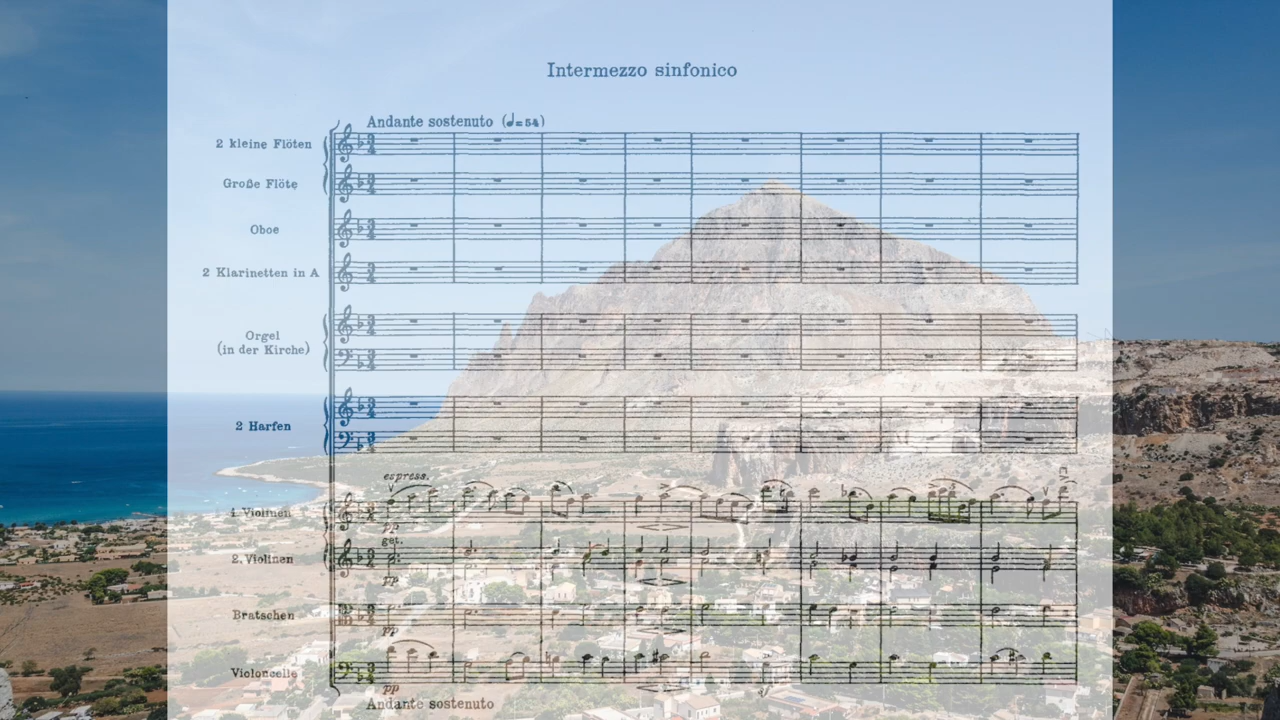 Intermezzo sinfonico
Andante sostenuto (♩=54)
2 kleine Flöten
Große Flöte
Oboe
2 Klarinetten in A
Orgel
(in der Kirche)
2 Harfen
espress.
1. Violinen
pp
get.
2. Violinen
pp
Bratschen
pp
Violoncelle
pp
Andante sostenuto